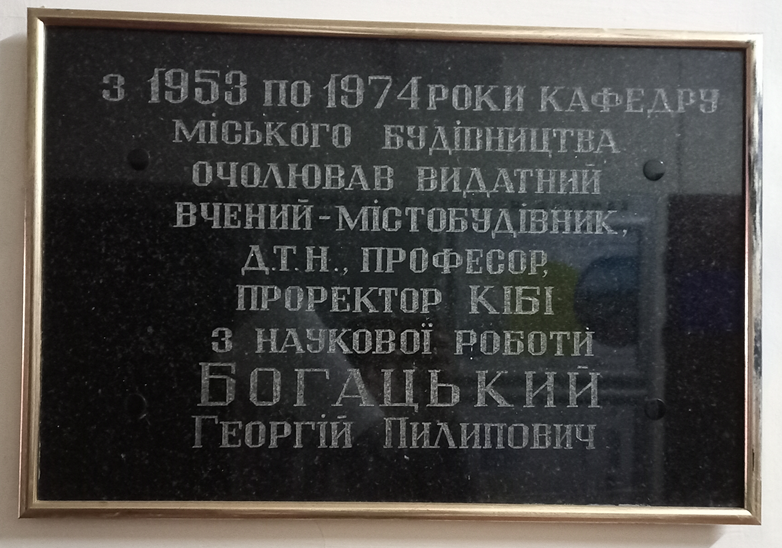 З 1953 ПО 1974 РОКИ КАФЕДРУ
МІСЬКОГО БУДІВНИЦТВА
ОЧОЛЮВАВ ВИДАТНИЙ
ВЧЕНИЙ-МІСТОБУДІВНИК,
Д.Т.Н., ПРОФЕСОР,
ПРОРЕКТОР КІБІ
З НАУКОВОЇ РОБОТИ
БОГАЦЬКИЙ
ГЕОРГІЙ ПИЛИПОВИЧ